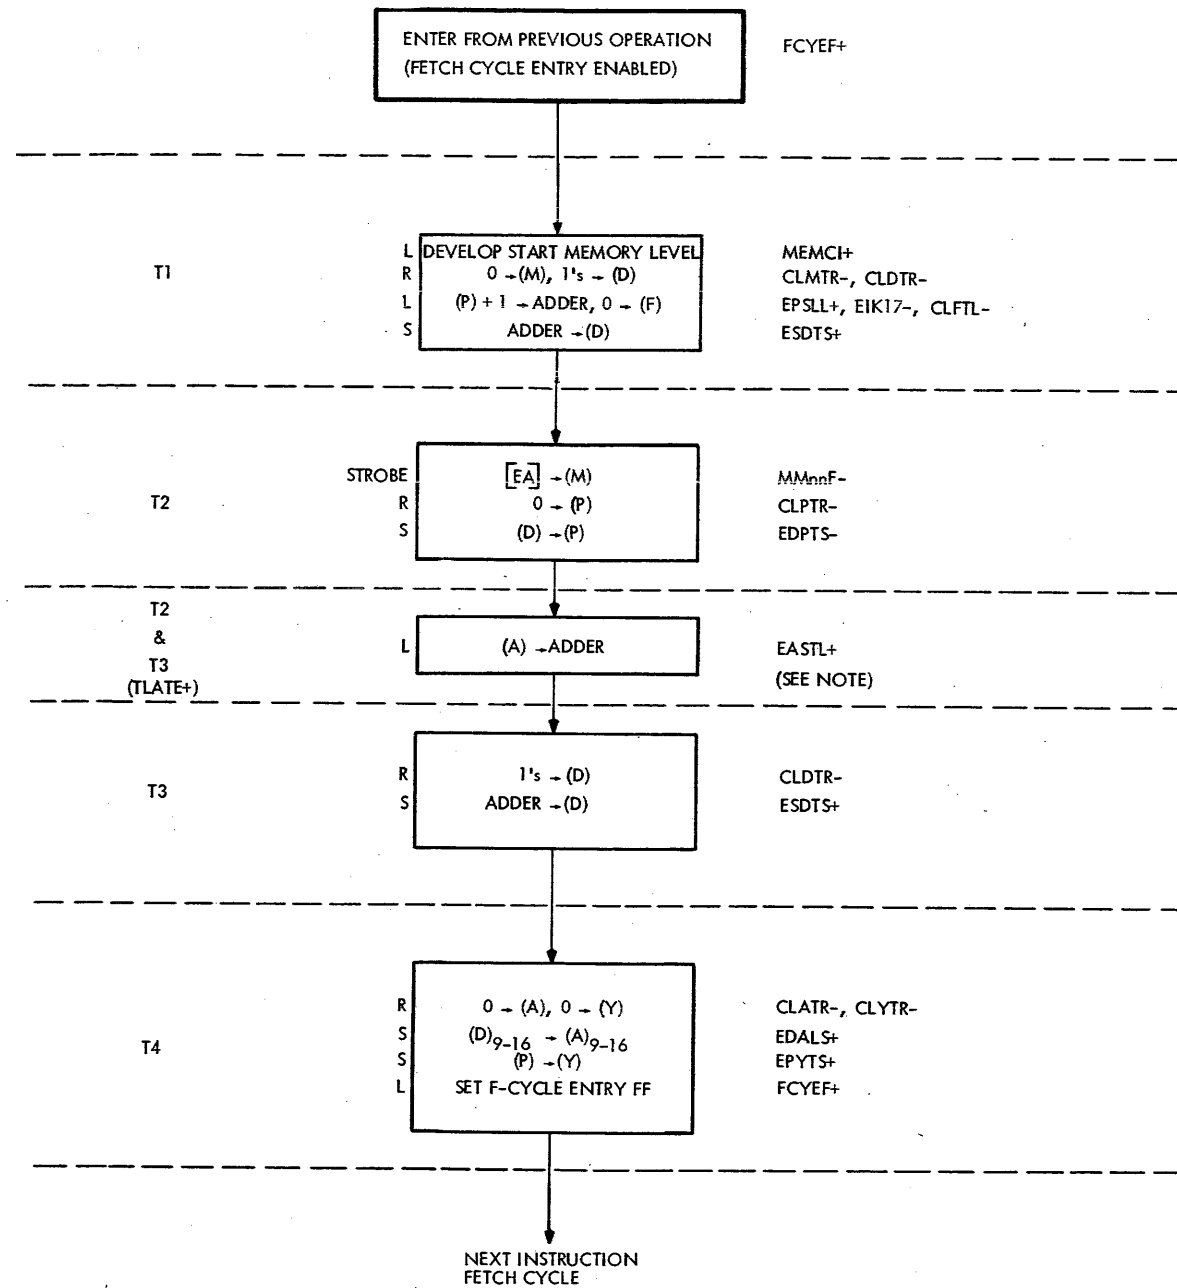 ENTER FROM PREVIOUS OPERATION FCYEF+
(FETCH CYCLE ENTRY ENABLED)
L DEVELOP START MEMORY LEVEL MEMCI+
T1 R 0 → (M), 1's → (D) CLMTR-, CLDTR-
L (P) + 1 → ADDER, 0 → (F) EPSLL+, EIK17-, CLFTL-
S ADDER → (D) ESDTS+
STROBE [EA] → (M) MMnnF-
T2 R 0 → (P) CLPTR-
S (D) → (P) EDPTS-
T2
&
L (A) → ADDER EASTL+
T3
(TLATE+) (SEE NOTE)
R 1's → (D) CLDTR-
T3 S ADDER → (D) ESDTS+
R 0 → (A), 0 → (Y) CLATR-, CLYTR-
S (D)9-16 → (A)9-16 EDALS+
T4 S (P) → (Y) EPYTS+
L SET F-CYCLE ENTRY FF FCYEF+
NEXT INSTRUCTION
FETCH CYCLE